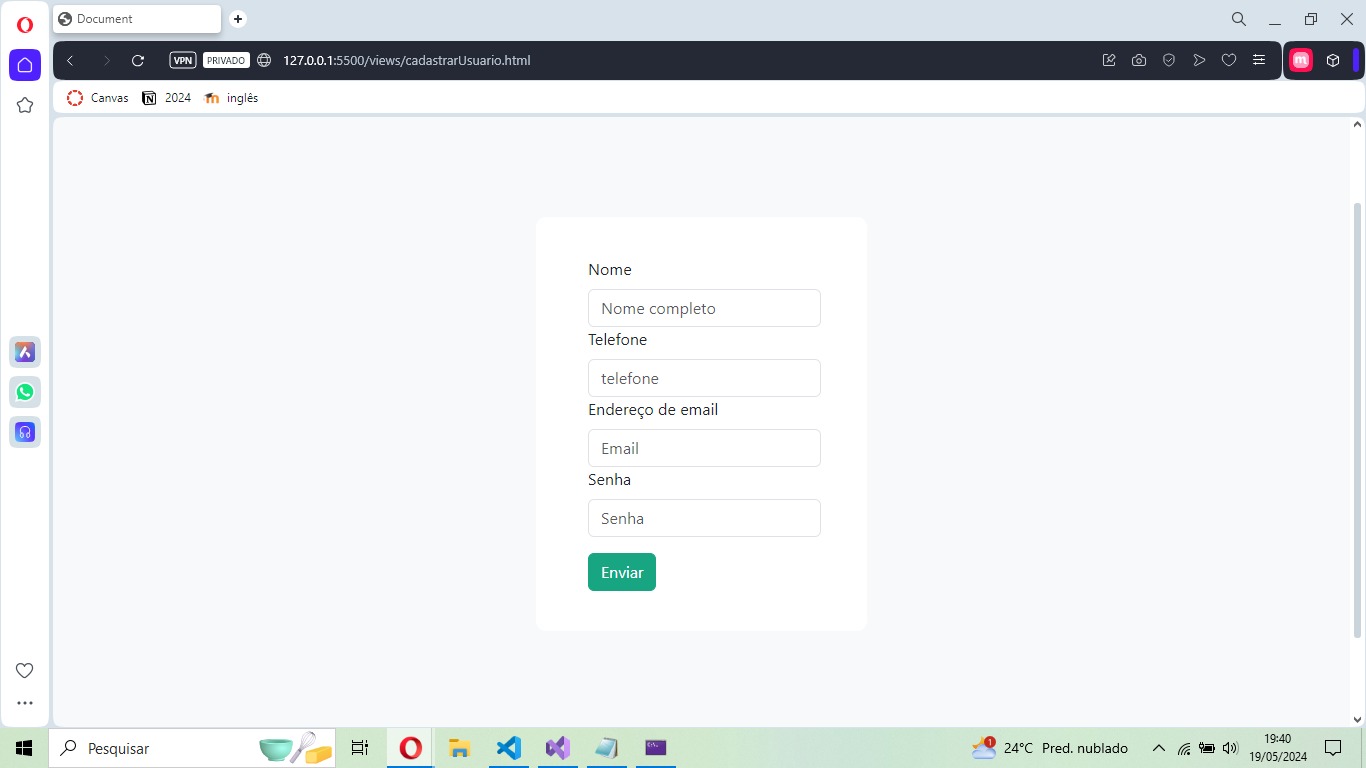 Document
VPN PRIVADO 127.0.0.1:5500/views/cadastrarUsuario.html
Canvas 2024 inglês
Nome
Nome completo
Telefone
telefone
Endereço de email
Email
Senha
Senha
Enviar
Pesquisar
1
24°C Pred. nublado
19:40
19/05/2024